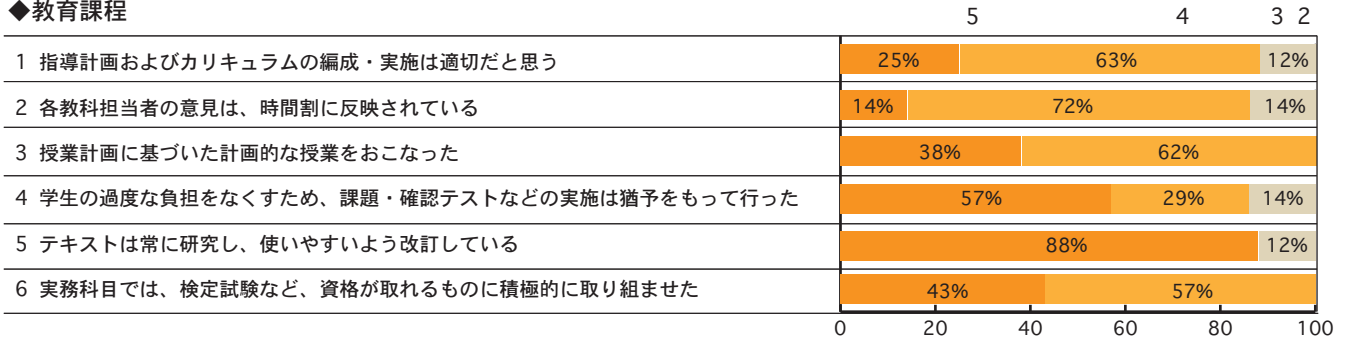 ◆教育課程
5 4 3 2
1 指導計画およびカリキュラムの編成・実施は適切だと思う 25% 63% 12%
2 各教科担当者の意見は、時間割に反映されている 14% 72% 14%
3 授業計画に基づいた計画的な授業をおこなった 38% 62%
4 学生の過度な負担をなくすため、課題・確認テストなどの実施は猶予をもって行った 57% 29% 14%
5 テキストは常に研究し、使いやすいよう改訂している 88% 12%
6 実務科目では、検定試験など、資格が取れるものに積極的に取り組ませた 43% 57%
0 20 40 60 80 100